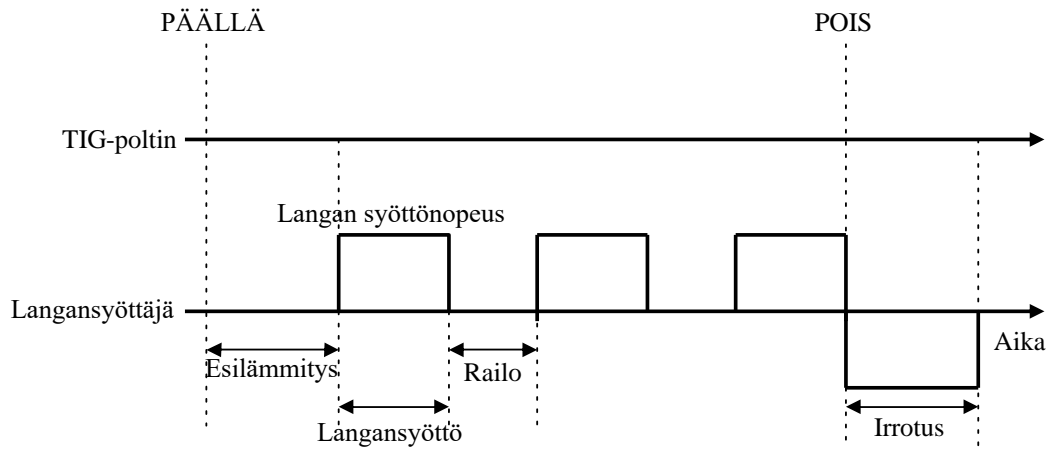 PÄÄLLÄ
POIS
TIG-poltin
Langan syöttönopeus
Langansyöttäjä
Aika
Esilämmitys
Railo
Langansyöttö
Irrotus